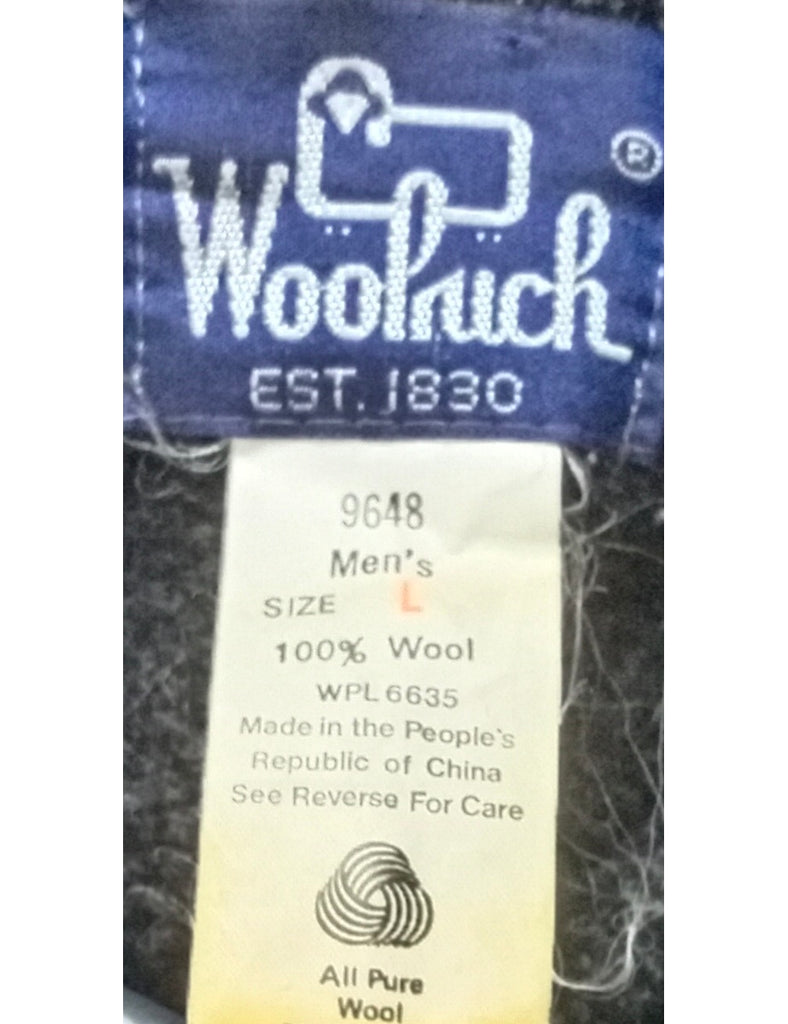 Woolrich
®
EST. 1830
9648
Men's
SIZE L
100% Wool
WPL 6635
Made in the People's
Republic of China
See Reverse For Care
All Pure
Wool